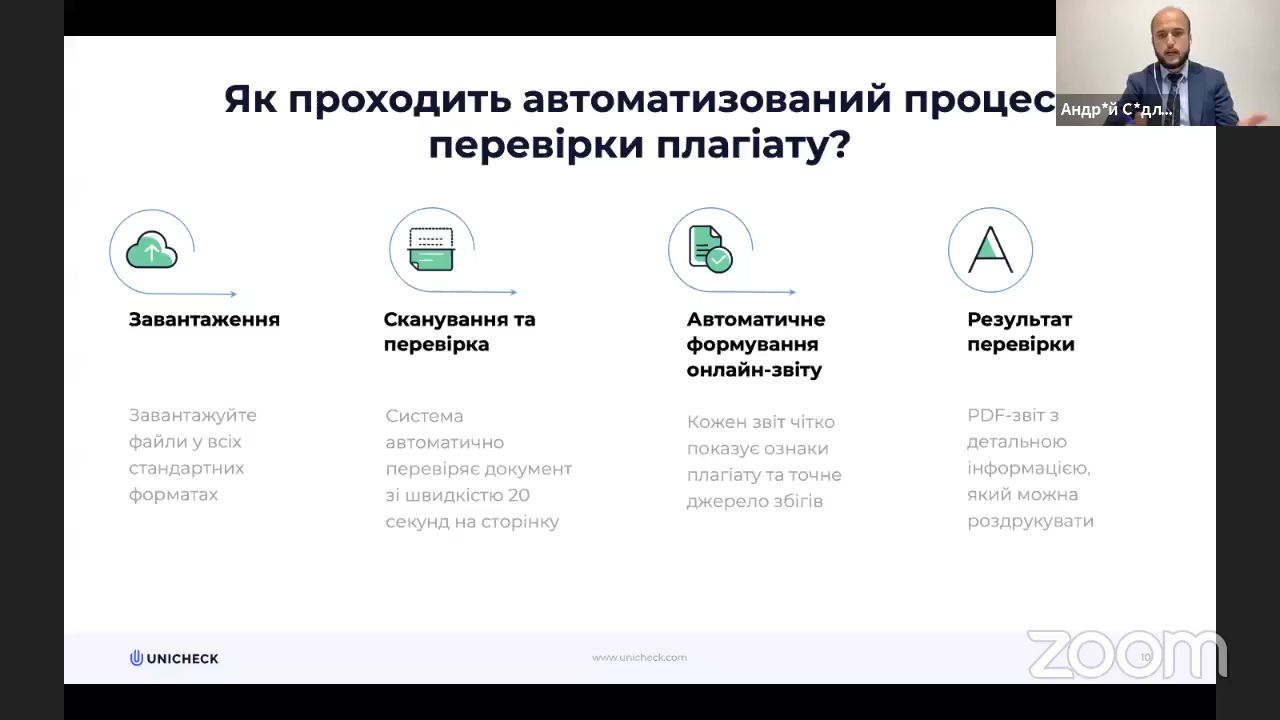 Як проходить автоматизований процес
перевірки плагіату?
Андр*й С*дл...
Завантаження
Завантажуйте
файли у всіх
стандартних
форматах
Сканування та
перевірка
Система
автоматично
перевіряє документ
зі швидкістю 20
секунд на сторінку
Автоматичне
формування
онлайн-звіту
Кожен звіт чітко
показує ознаки
плагіату та точне
джерело збігів
Результат
перевірки
PDF-звіт з
детальною
інформацією,
який можна
роздрукувати
UNICHECK
www.unicheck.com
10
zoom